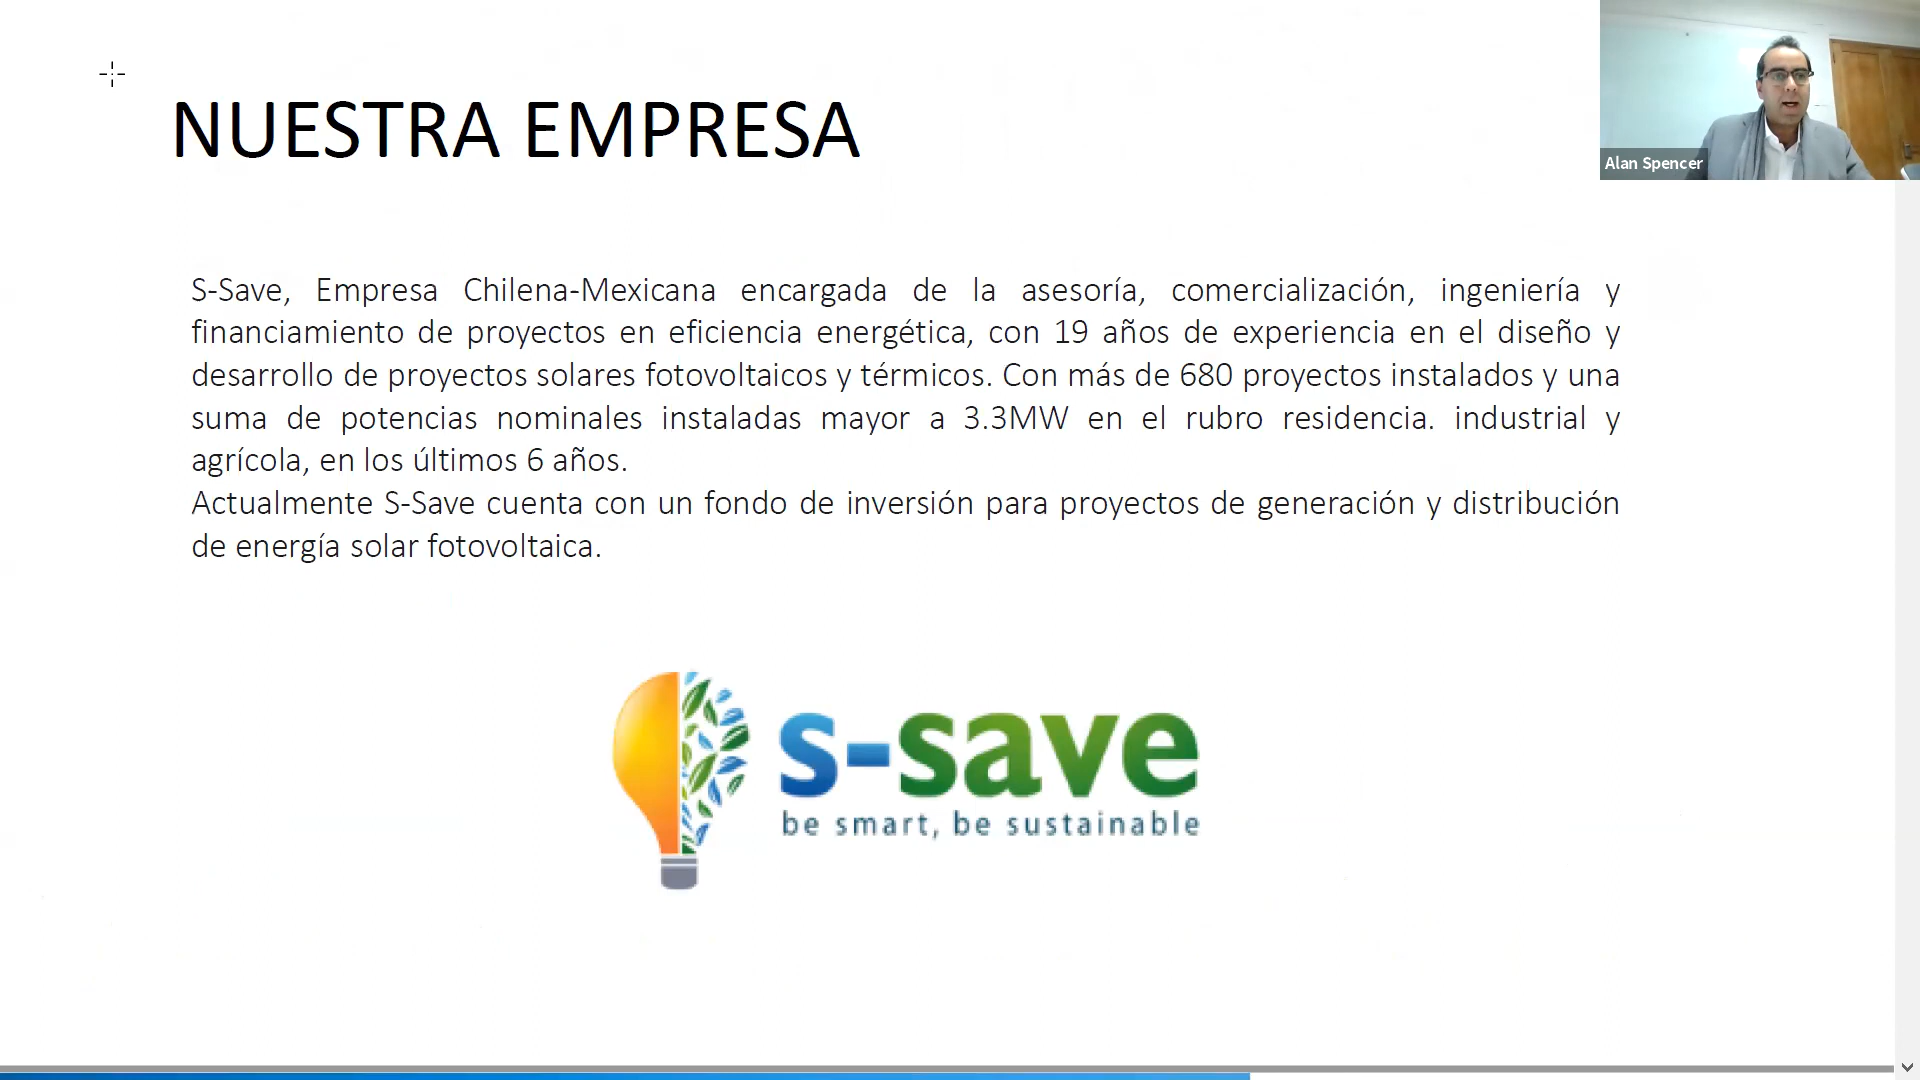 NUESTRA EMPRESA
Alan Spencer
S-Save, Empresa Chilena-Mexicana encargada de la asesoría, comercialización, ingeniería y
financiamiento de proyectos en eficiencia energética, con 19 años de experiencia en el diseño y
desarrollo de proyectos solares fotovoltaicos y térmicos. Con más de 680 proyectos instalados y una
suma de potencias nominales instaladas mayor a 3.3MW en el rubro residencia. industrial y
agrícola, en los últimos 6 años.
Actualmente S-Save cuenta con un fondo de inversión para proyectos de generación y distribución
de energía solar fotovoltaica.
s-save
be smart, be sustainable